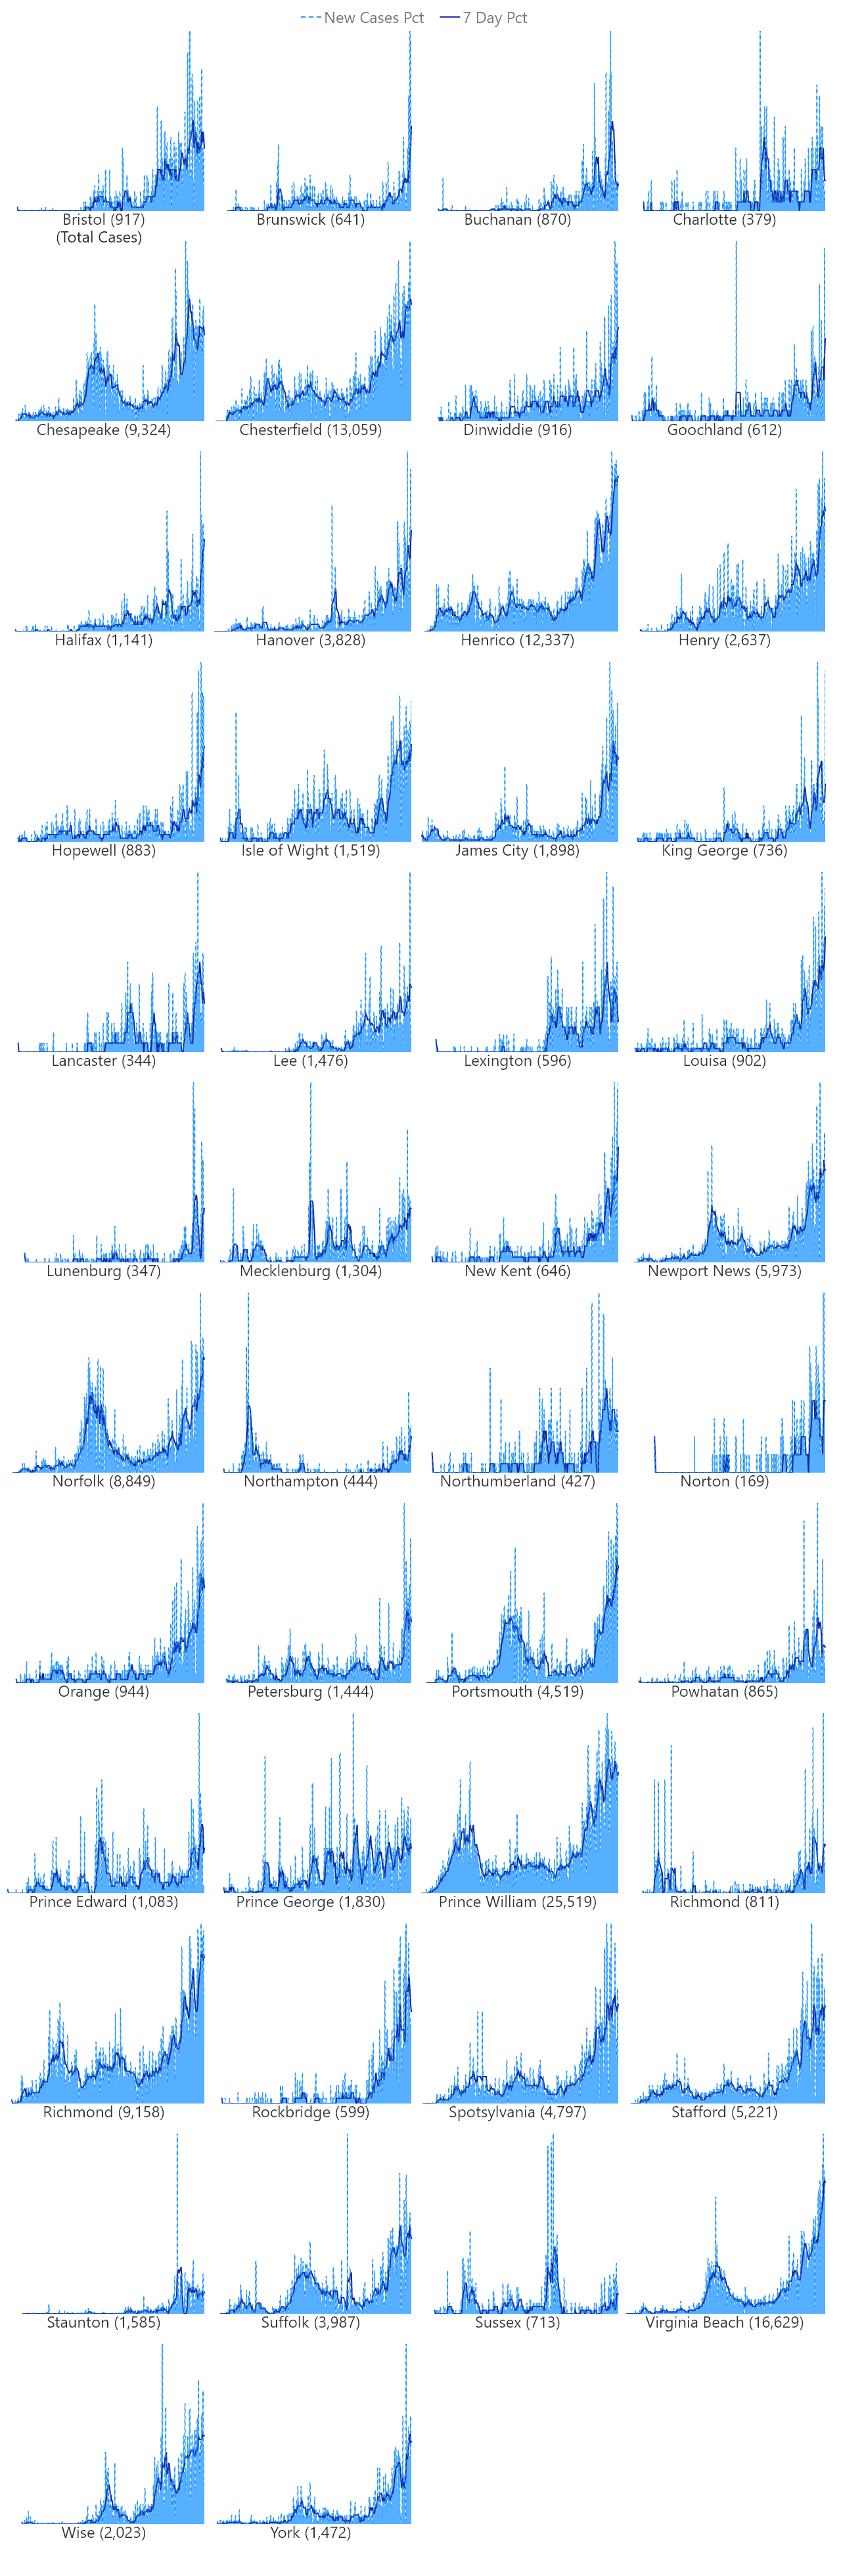 New Cases Pct 7 Day Pct
Bristol (917) Brunswick (641) Buchanan (870) Charlotte (379)
(Total Cases)
Chesapeake (9,324) Chesterfield (13,059) Dinwiddie (916) Goochland (612)
Halifax (1,141) Hanover (3,828) Henrico (12,337) Henry (2,637)
Hopewell (883) Isle of Wight (1,519) James City (1,898) King George (736)
Lancaster (344) Lee (1,476) Lexington (596) Louisa (902)
Lunenburg (347) Mecklenburg (1,304) New Kent (646) Newport News (5,973)
Norfolk (8,849) Northampton (444) Northumberland (427) Norton (169)
Orange (944) Petersburg (1,444) Portsmouth (4,519) Powhatan (865)
Prince Edward (1,083) Prince George (1,830) Prince William (25,519) Richmond (811)
Richmond (9,158) Rockbridge (599) Spotsylvania (4,797) Stafford (5,221)
Staunton (1,585) Suffolk (3,987) Sussex (713) Virginia Beach (16,629)
Wise (2,023) York (1,472)